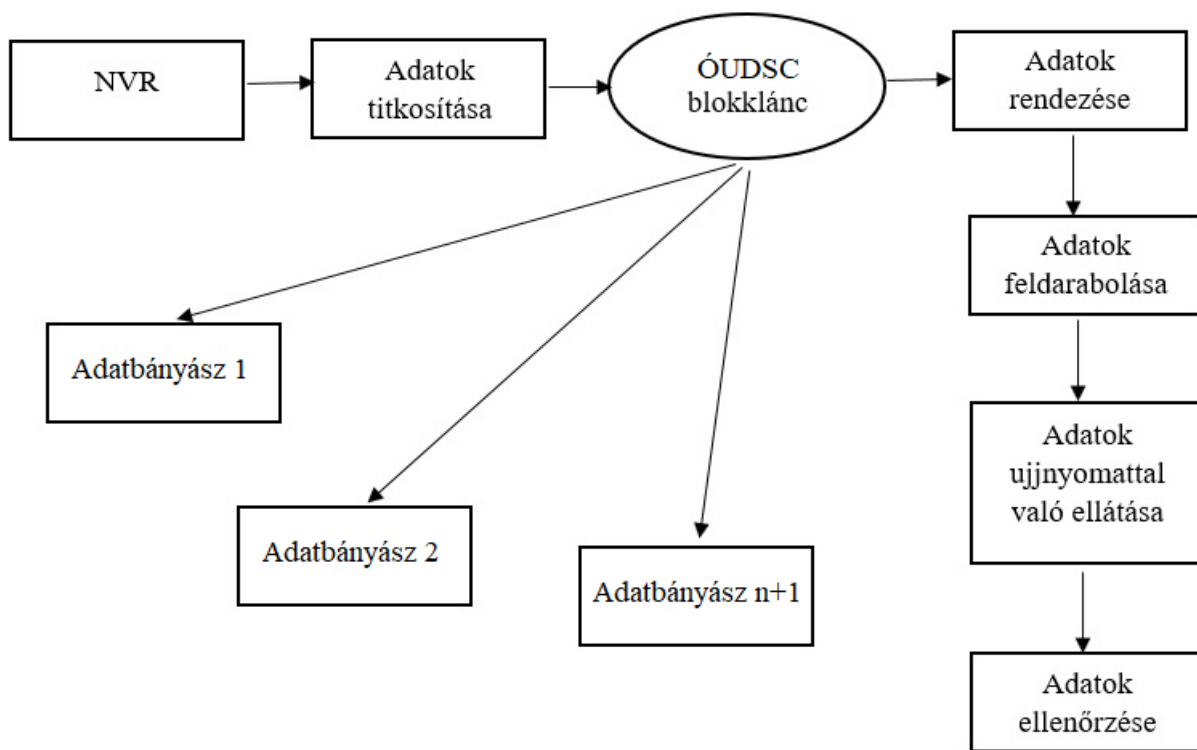 NVR
Adatok
titkosítása
ÓUDSC
blokklánc
Adatok
rendezése
Adatok
feldarabolása
Adatok
ujjnyomattal
való ellátása
Adatok
ellenőrzése
Adatbányász 1
Adatbányász 2
Adatbányász n+1